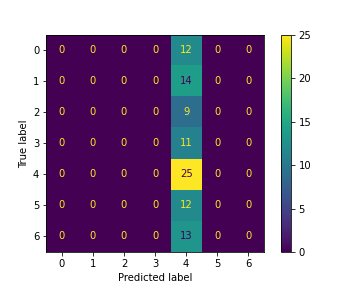 0 0 0 0 0 12 0 0
1 0 0 0 0 14 0 0
2 0 0 0 0 9 0 0
3 0 0 0 0 11 0 0
4 0 0 0 0 25 0 0
5 0 0 0 0 12 0 0
6 0 0 0 0 13 0 0
0 1 2 3 4 5 6
Predicted label
True label
25
20
15
10
5
0